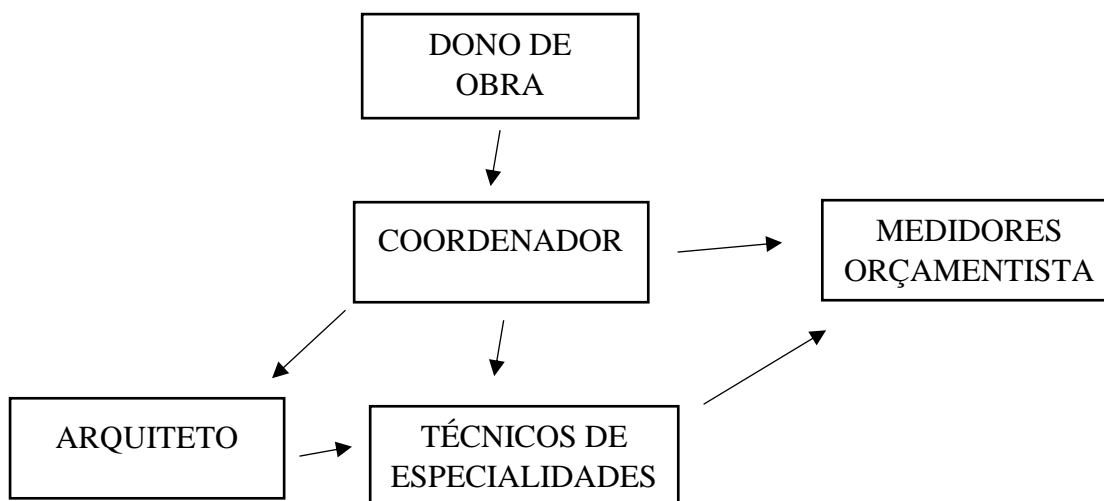 DONO DE
OBRA
COORDENADOR
MEDIDORES
ORÇAMENTISTA
ARQUITETO
TÉCNICOS DE
ESPECIALIDADES